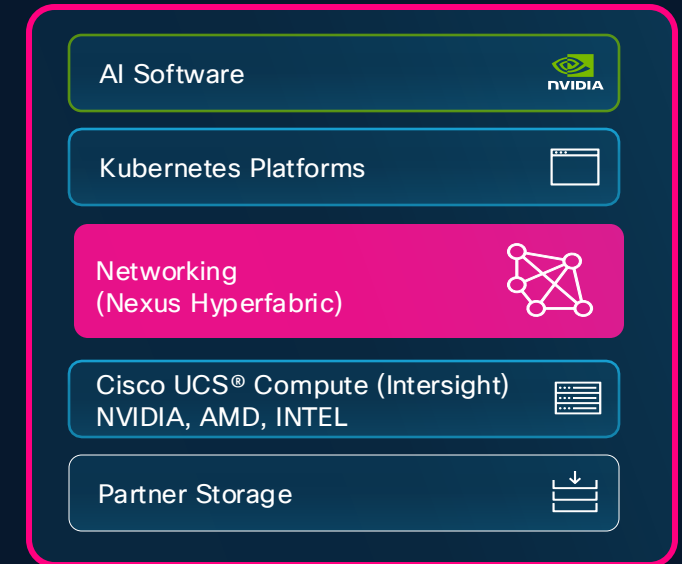 AI Software
NVIDIA
Kubernetes Platforms
Networking
(Nexus Hyperfabric)
Cisco UCS® Compute (Intersight)
NVIDIA, AMD, INTEL
Partner Storage